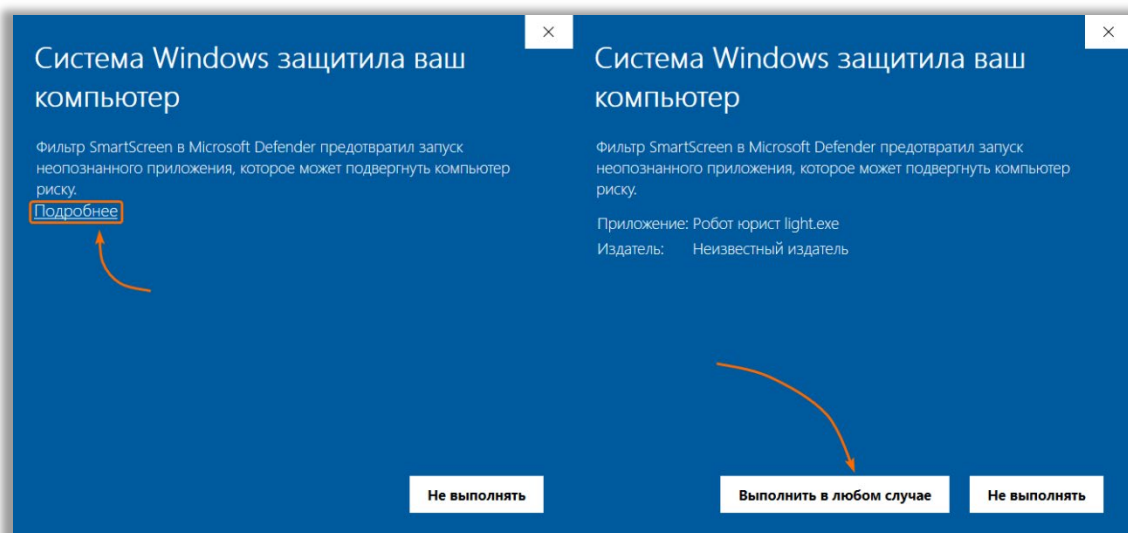 Система Windows защитила ваш
компьютер
Фильтр SmartScreen в Microsoft Defender предотвратил запуск
неопознанного приложения, которое может подвергнуть компьютер
риску.
Подробнее
Не выполнять
Система Windows защитила ваш
компьютер
Фильтр SmartScreen в Microsoft Defender предотвратил запуск
неопознанного приложения, которое может подвергнуть компьютер
риску.
Приложение: Робот юрист light.exe
Издатель: Неизвестный издатель
Выполнить в любом случае
Не выполнять